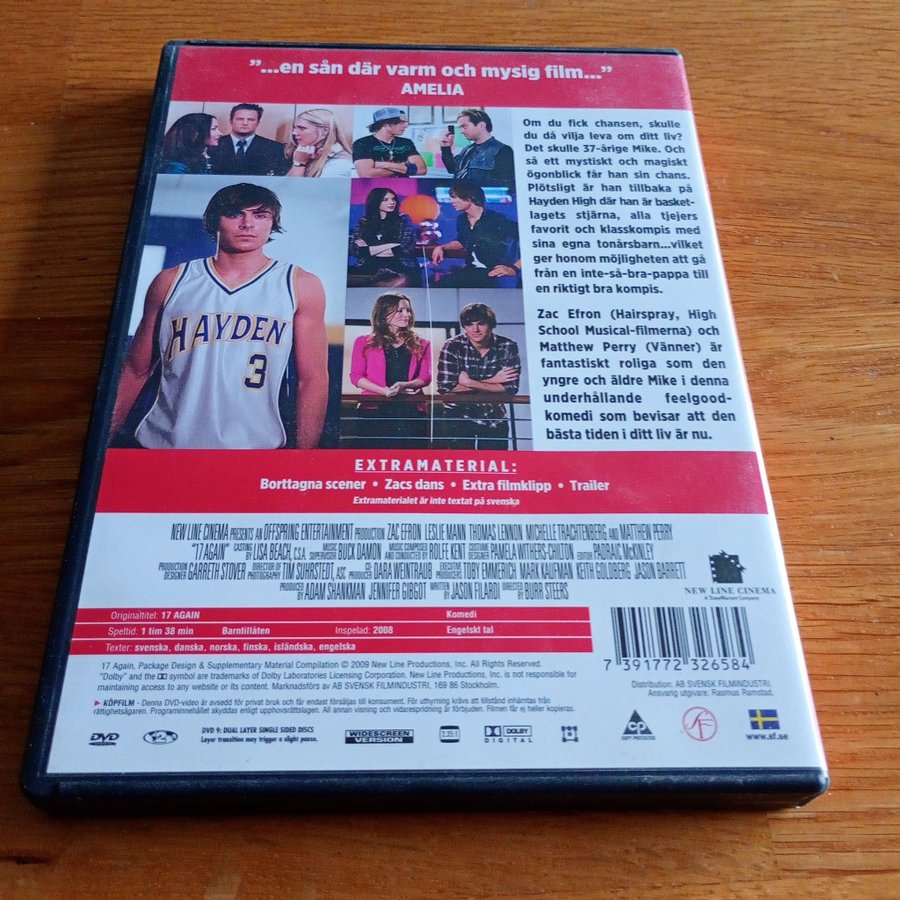 ”...en sån där varm och mysig film...”
AMELIA
Om du fick chansen, skulle
du då vilja leva om ditt liv?
Det skulle 37-årige Mike. Och
så ett mystiskt och magiskt
ögonblick får han sin chans.
Plötsligt är han tillbaka på
Hayden High där han är basket-
lagets stjärna, alla tjejers
favorit och klasskompis med
sina egna tonårsbarn...vilket
ger honom möjligheten att gå
från en inte-så-bra-pappa till
en riktigt bra kompis.
Zac Efron (Hairspray, High
School Musical-filmerna) och
Matthew Perry (Vänner) är
fantastiskt roliga som den
yngre och äldre Mike i denna
underhållande feelgood-
komedi som bevisar att den
bästa tiden i ditt liv är nu.
HAYDEN
3
EXTRAMATERIAL:
Borttagna scener • Zacs dans • Extra filmklipp • Trailer
Extramaterialet är inte textat på svenska
NEW LINE CINEMA PRESENTS AN OFFSPRING ENTERTAINMENT PRODUCTION ZAC EFRON LESLIE MANN THOMAS LENNON MICHELLE TRACHTENBERG AND MATTHEW PERRY
"17 AGAIN" CASTING BY LISA BEACH, C.S.A. MUSIC SUPERVISOR BUCK DAMON MUSIC COMPOSED AND CONDUCTED BY ROLFE KENT COSTUME DESIGNER PAMELA WITHERS-CHILTON EDITOR PADRAIC McKINLEY
PRODUCTION DESIGNER GARRETH STOVER DIRECTOR OF PHOTOGRAPHY TIM SUHRSTEDT, ASC CO-PRODUCER DARA WEINTRAUB EXECUTIVE PRODUCERS TOBY EMMERICH MARK KAUFMAN KEITH GOLDBERG JASON BARRETT
PRODUCED BY ADAM SHANKMAN JENNIFER GIBGOT WRITTEN BY JASON FILARDI DIRECTED BY BURR STEERS
NEW LINE CINEMA
A TimeWarner Company
Originaltitel: 17 AGAIN Komedi
Speltid: 1 tim 38 min Barntillåten Inspelad: 2008 Engelskt tal
Texter: svenska, danska, norska, finska, isländska, engelska
17 Again, Package Design & Supplementary Material Compilation © 2009 New Line Productions, Inc. All Rights Reserved.
"Dolby" and the DD symbol are trademarks of Dolby Laboratories Licensing Corporation. New Line Productions, Inc. is not responsible for
maintaining access to any website or its content. Marknadsförs av AB SVENSK FILMINDUSTRI, 169 86 Stockholm.
7 391772 326584
Distribution: AB SVENSK FILMINDUSTRI.
Ansvarig utgivare: Rasmus Ramstad.
► KÖPFILM - Denna DVD-video är avsedd för privat bruk och får endast försäljas till konsument. För uthyrning krävs att tillstånd inhämtas från
rättighetsägaren. Programinnehållet skyddas enligt upphovsrättslagen. All annan visning och vidarespridning är förbjuden. Filmen får ej heller kopieras.
DVD
VIDEO
2
DVD 9: DUAL LAYER SINGLE SIDED DISCS
Layer transition may trigger a slight pause.
WIDESCREEN
VERSION
2.35:1
DOLBY
DIGITAL
CP
COPY PROTECTED
SF
www.sf.se